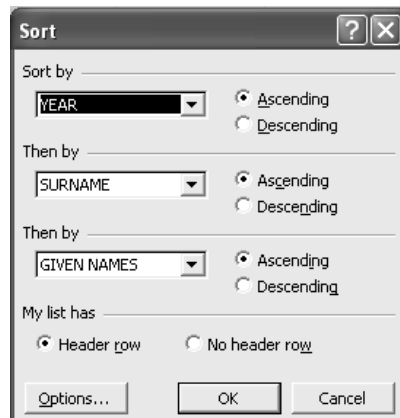 Sort
Sort by
YEAR
Ascending
Descending
Then by
SURNAME
Ascending
Descending
Then by
GIVEN NAMES
Ascending
Descending
My list has
Header row
No header row
Options...
OK
Cancel